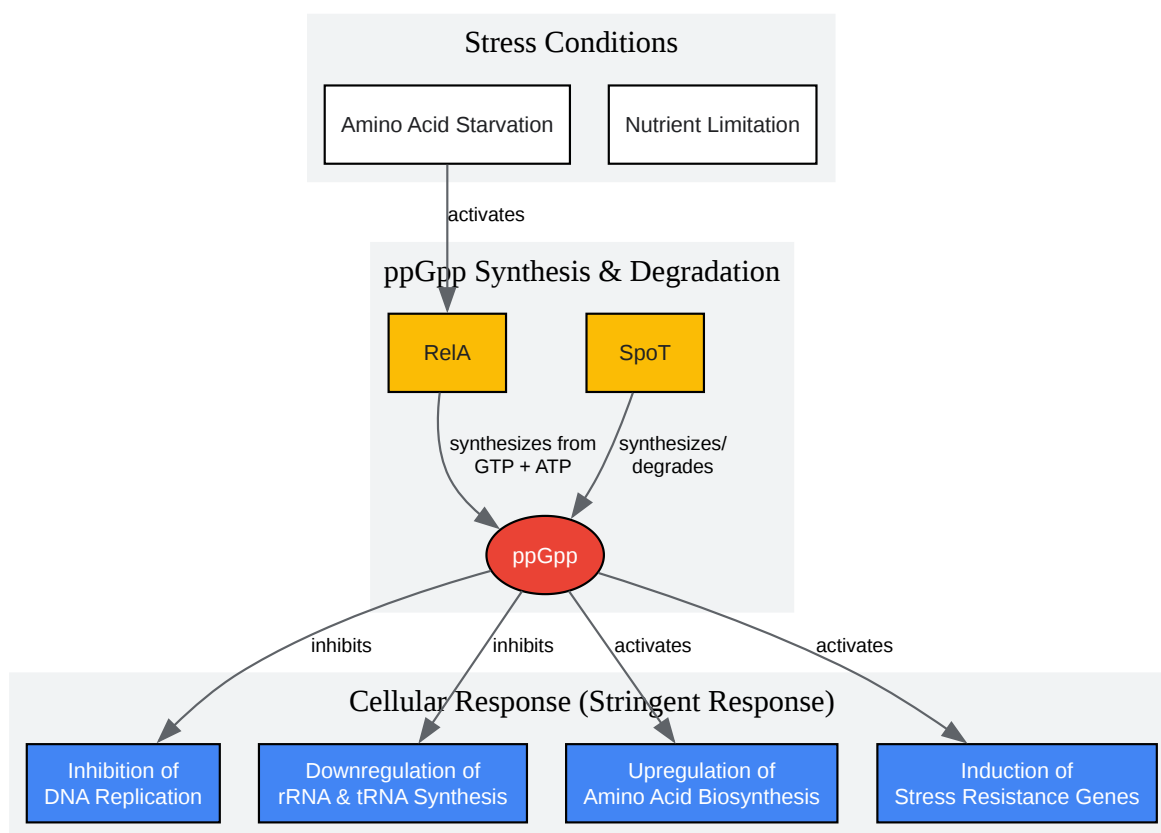 Stress Conditions
Amino Acid Starvation
Nutrient Limitation
activates
ppGpp Synthesis & Degradation
RelA
SpoT
synthesizes from
GTP + ATP
synthesizes/
degrades
ppGpp
inhibits
inhibits
activates
activates
Cellular Response (Stringent Response)
Inhibition of
DNA Replication
Downregulation of
rRNA & tRNA Synthesis
Upregulation of
Amino Acid Biosynthesis
Induction of
Stress Resistance Genes